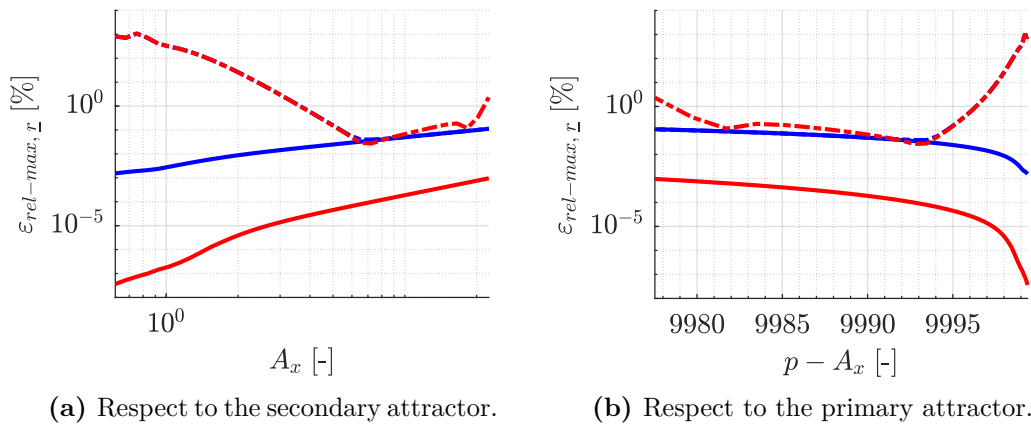 ε_{rel−max, r} [%]
10^0
10^{-5}
10^0
A_x [-]
(a) Respect to the secondary attractor.
ε_{rel−max, r} [%]
10^0
10^{-5}
9980 9985 9990 9995
p − A_x [-]
(b) Respect to the primary attractor.